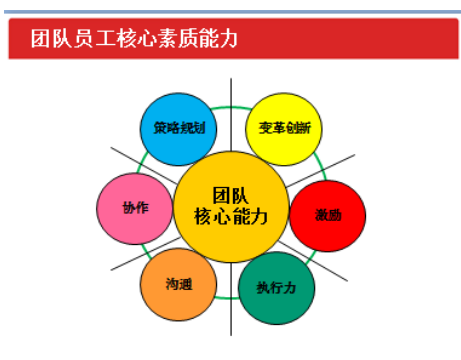 团队员工核心素质能力
策略规划
变革创新
协作
团队
核心能力
激励
沟通
执行力